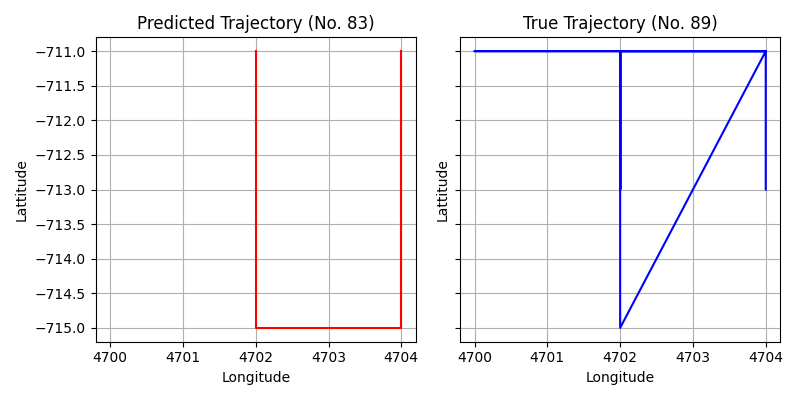 Predicted Trajectory (No. 83)
True Trajectory (No. 89)
−711.0
−711.5
−712.0
−712.5
−713.0
−713.5
−714.0
−714.5
−715.0
Lattitude
Lattitude
4700 4701 4702 4703 4704
4700 4701 4702 4703 4704
Longitude
Longitude